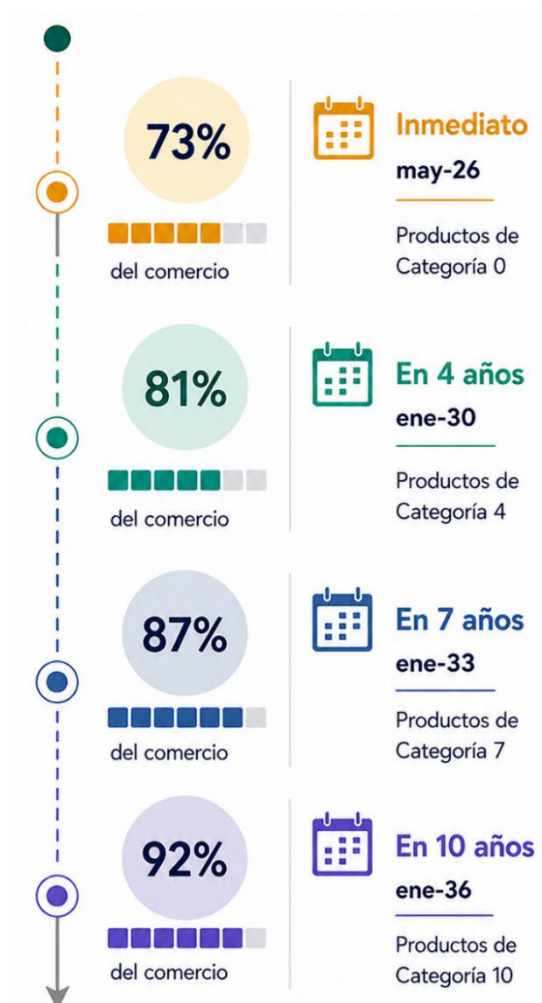 73%
del comercio
Inmediato
may-26
Productos de
Categoría 0
81%
del comercio
En 4 años
ene-30
Productos de
Categoría 4
87%
del comercio
En 7 años
ene-33
Productos de
Categoría 7
92%
del comercio
En 10 años
ene-36
Productos de
Categoría 10